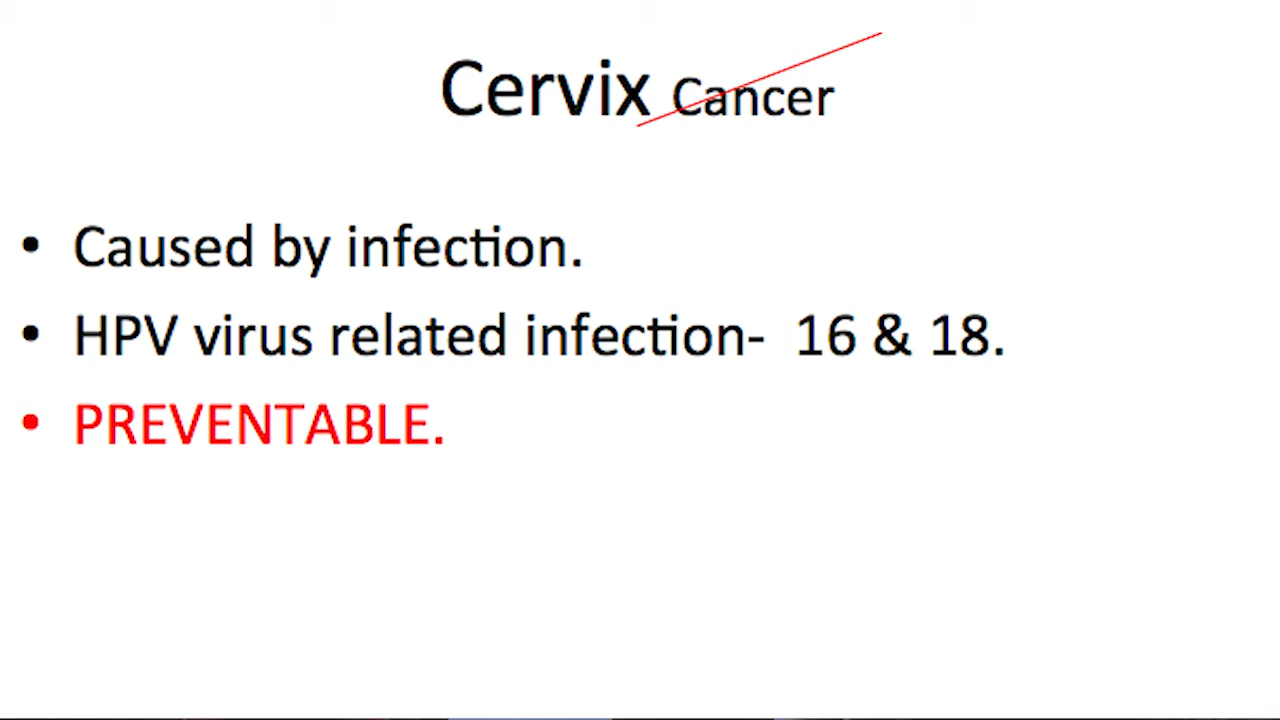 Cervix Cancer
• Caused by infection.
• HPV virus related infection- 16 & 18.
• PREVENTABLE.